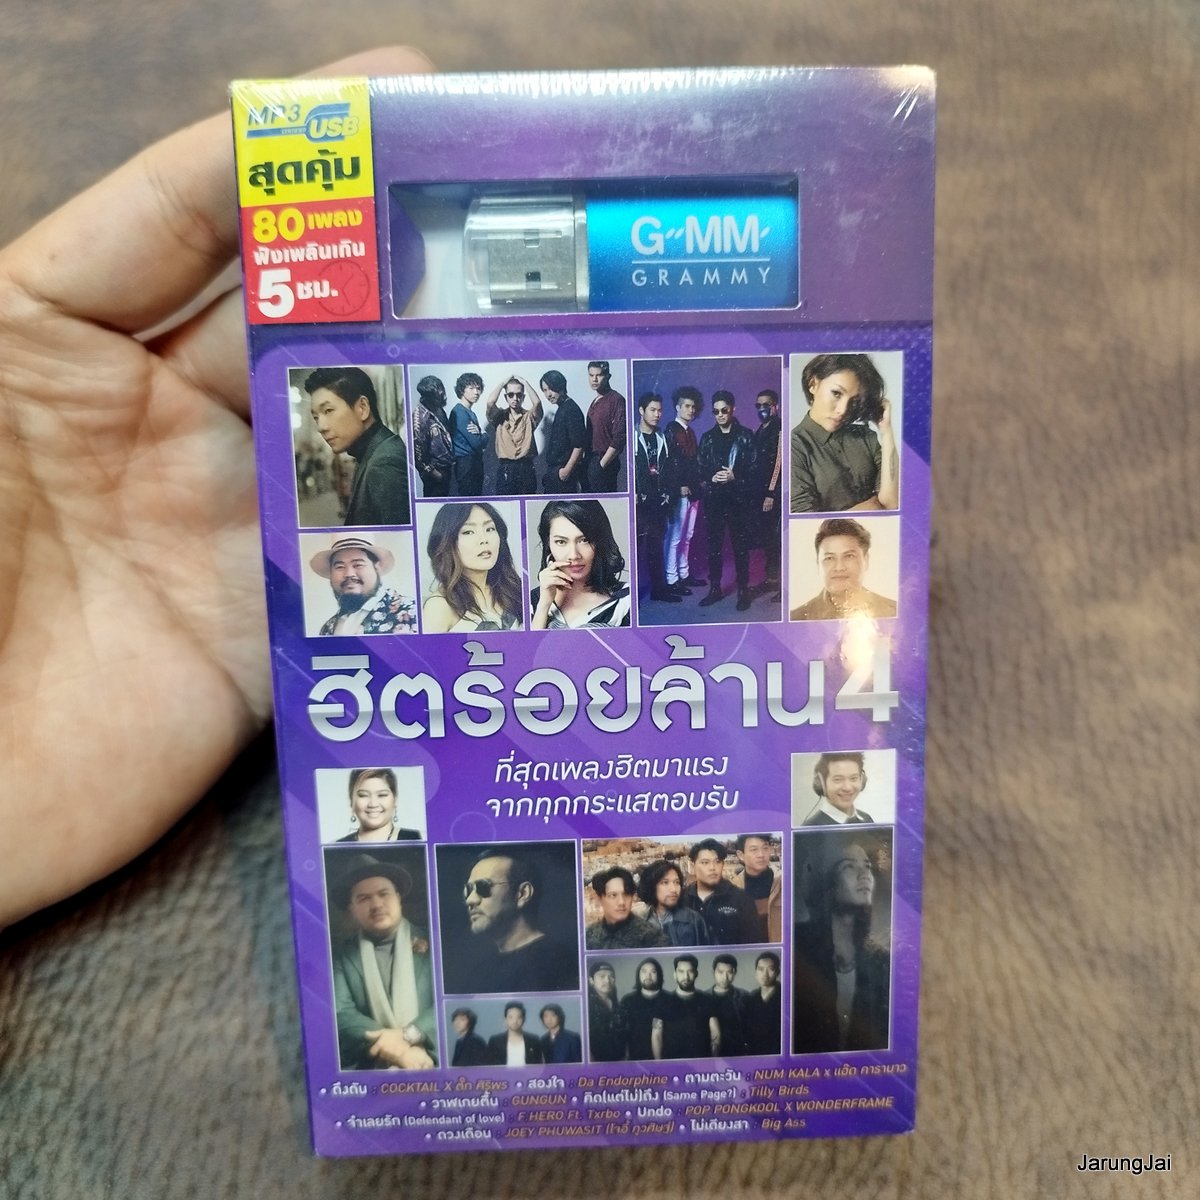 MP3
CERTIFIED USB
สุดคุ้ม
80 เพลง
ฟังเพลินเกิน
5 ชม.
G"MM'
GRAMMY
ฮิตร้อยล้าน 4
ที่สุดเพลงฮิตมาแรง
จากทุกกระแสตอบรับ
• ดึงดัน : COCKTAIL X ตั๊ก ศิริพร • สองใจ : Da Endorphine • ตามตะวัน : NUM KALA x แอ๊ด คาราบาว
• วาฬเกยตื้น : GUNGUN • คิด(แต่ไม่)ถึง (Same Page?) : Tilly Birds
• จำเลยรัก (Defendant of love) : F.HERO Ft. Txrbo • Undo : POP PONGKOOL X WONDERFRAME
• ดวงเดือน : JOEY PHUWASIT (โจอี้ ภูวศิษฐ์) • ไม่เดียงสา : Big Ass
JarungJai